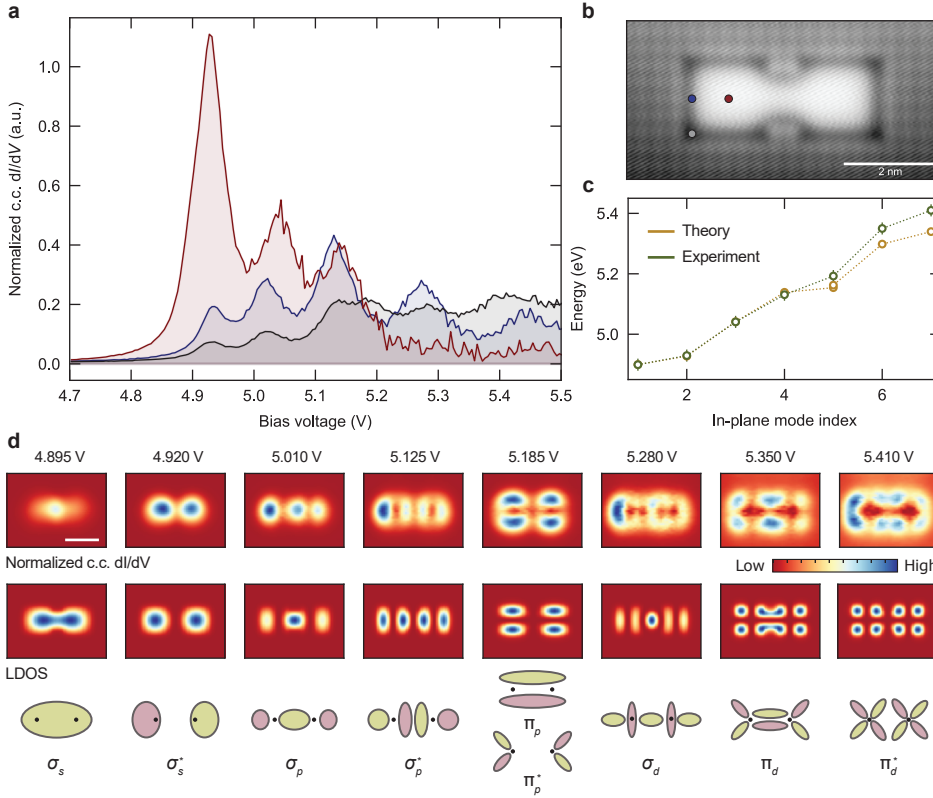 a
Normalized c.c. dI/dV (a.u.)
1.0
0.8
0.6
0.4
0.2
0.0
4.7 4.8 4.9 5.0 5.1 5.2 5.3 5.4 5.5
Bias voltage (V)
b
2 nm
c
Energy (eV)
5.4
5.2
5.0
Theory
Experiment
2 4 6
In-plane mode index
d
4.895 V 4.920 V 5.010 V 5.125 V 5.185 V 5.280 V 5.350 V 5.410 V
Normalized c.c. dI/dV
Low High
LDOS
σs σs* σp σp* Πp σd Πd Πd*
Πp*